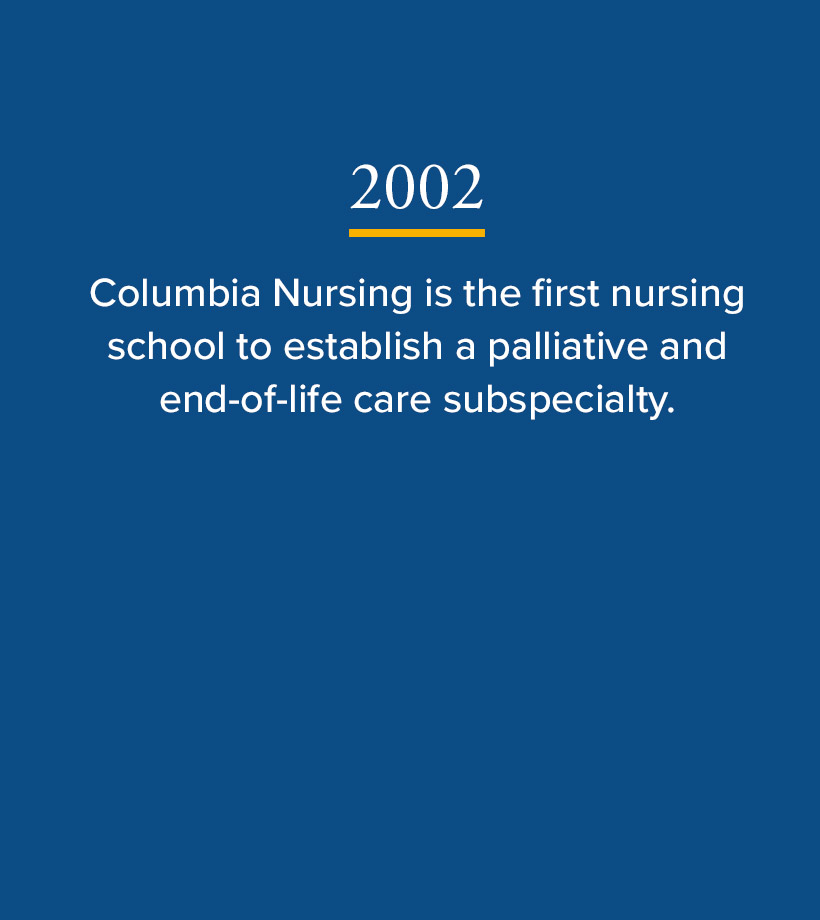 2002
Columbia Nursing is the first nursing
school to establish a palliative and
end-of-life care subspecialty.